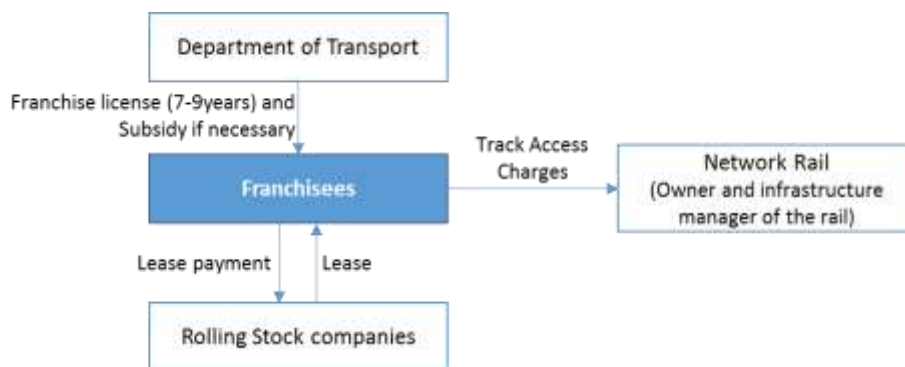 Department of Transport
Franchise license (7-9years) and
Subsidy if necessary
Track Access
Charges
Franchisees
Network Rail
(Owner and infrastructure
manager of the rail)
Lease payment
Lease
Rolling Stock companies